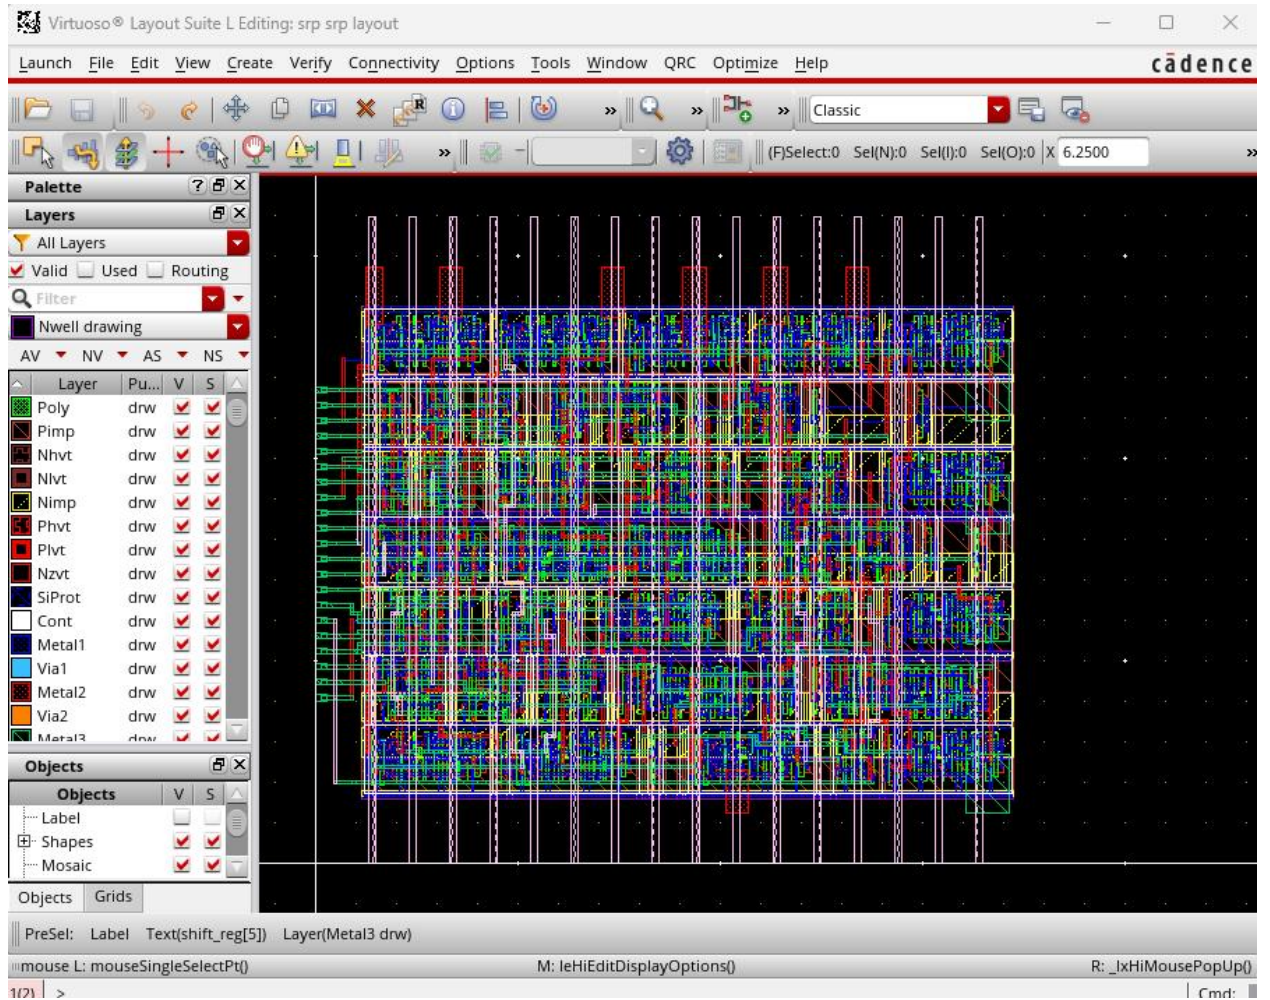 Virtuoso® Layout Suite L Editing: srp srp layout
Launch File Edit View Create Verify Connectivity Options Tools Window QRC Optimize Help cādence
R » » » Classic
» (F)Select:0 Sel(N):0 Sel(I):0 Sel(O):0 X 6.2500 »
Palette
Layers
All Layers
Valid Used Routing
Filter
Nwell drawing
AV NV AS NS
Layer Pu... V S
Poly drw
Pimp drw
Nhvt drw
Nlvt drw
Nimp drw
Phvt drw
Plvt drw
Nzvt drw
SiProt drw
Cont drw
Metal1 drw
Via1 drw
Metal2 drw
Via2 drw
Metal3 drw
Objects
Objects V S
Label
Shapes
Mosaic
Objects Grids
PreSel: Label Text(shift_reg[5]) Layer(Metal3 drw)
mouse L: mouseSingleSelectPt() M: leHiEditDisplayOptions() R: _lxHiMousePopUp()
1(2) > Cmd: